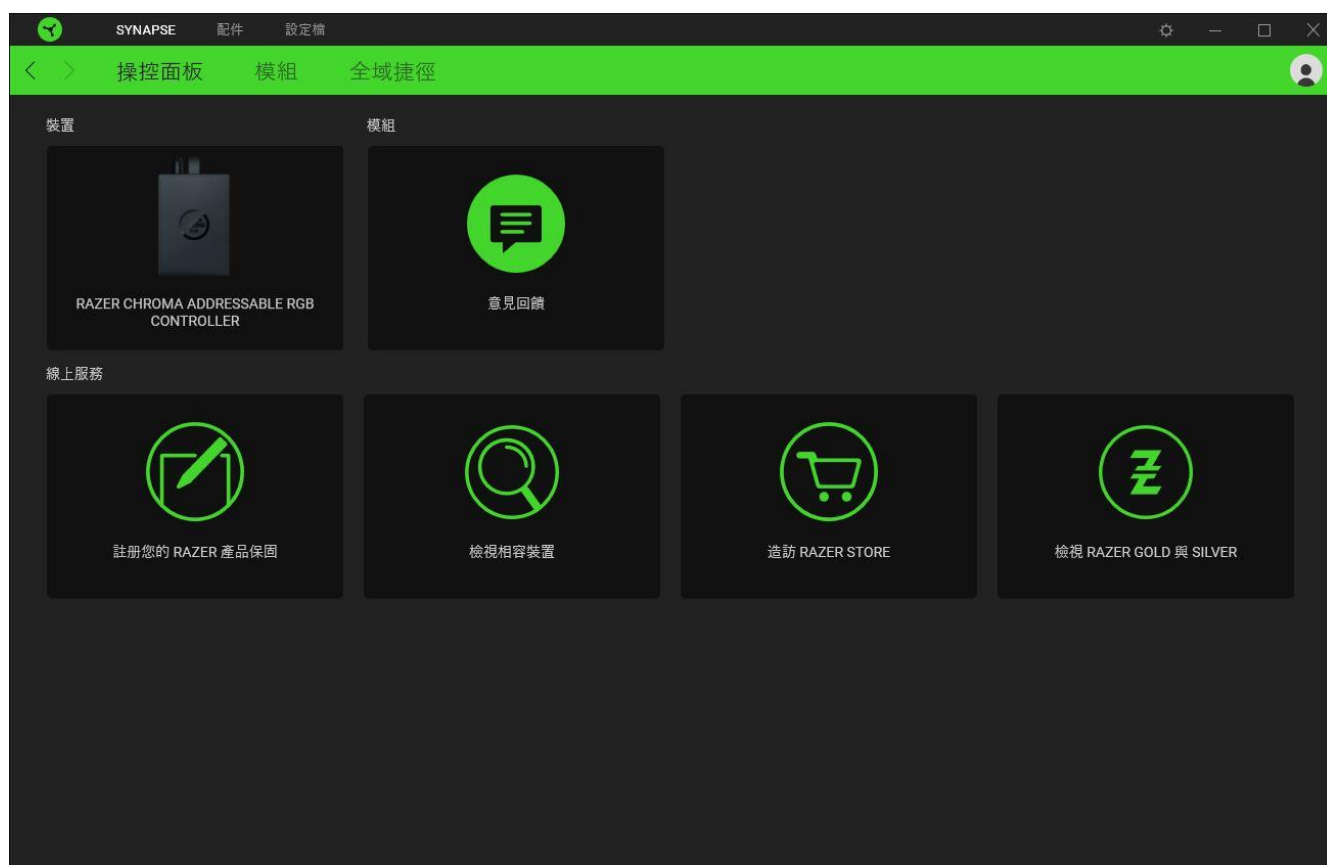 SYNAPSE 配件 設定檔
操控面板 模組 全域捷徑
裝置 模組
RAZER CHROMA ADDRESSABLE RGB
CONTROLLER
意見回饋
線上服務
註冊您的 RAZER 產品保固
檢視相容裝置
造訪 RAZER STORE
檢視 RAZER GOLD 與 SILVER